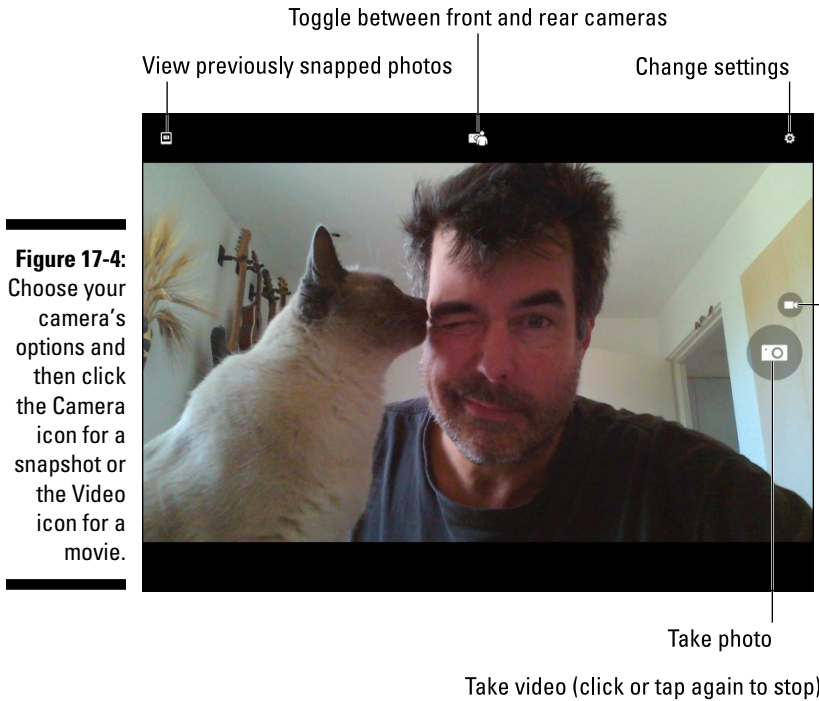 Toggle between front and rear cameras
View previously snapped photos
Change settings
Figure 17-4:
Choose your
camera's
options and
then click
the Camera
icon for a
snapshot or
the Video
icon for a
movie.
Take photo
Take video (click or tap again to stop)